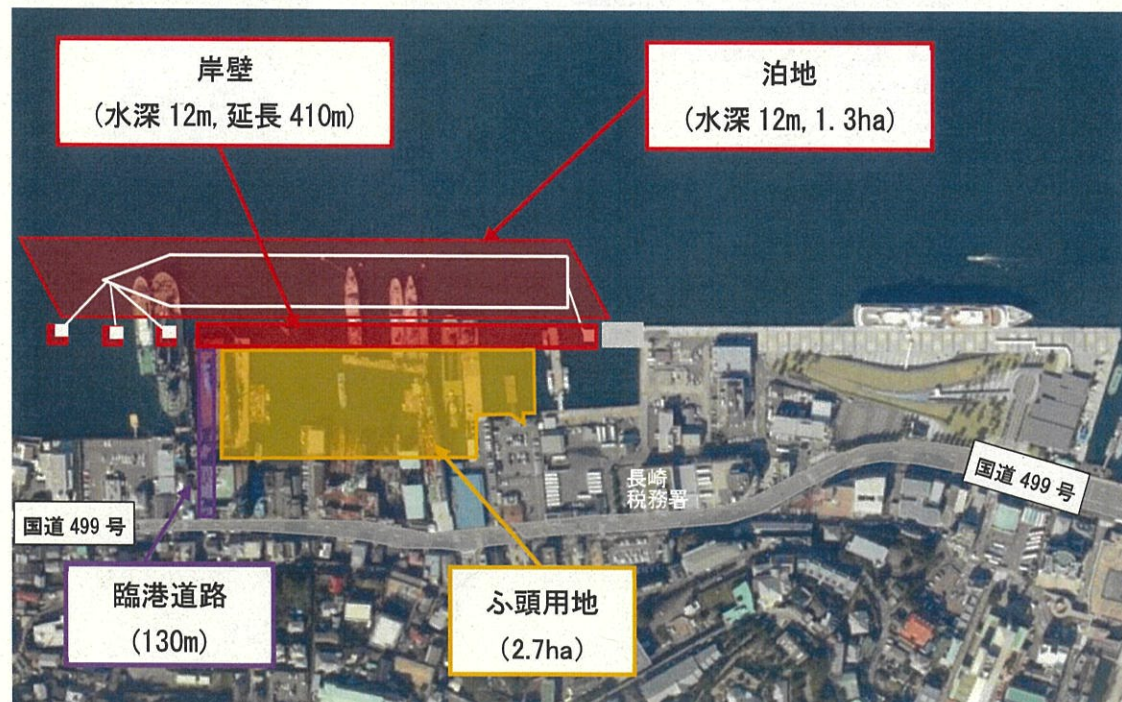 岸壁
(水深 12m, 延長 410m)
泊地
(水深 12m, 1.3ha)
長崎
税務署
国道 499 号
国道 499 号
臨港道路
(130m)
ふ頭用地
(2.7ha)